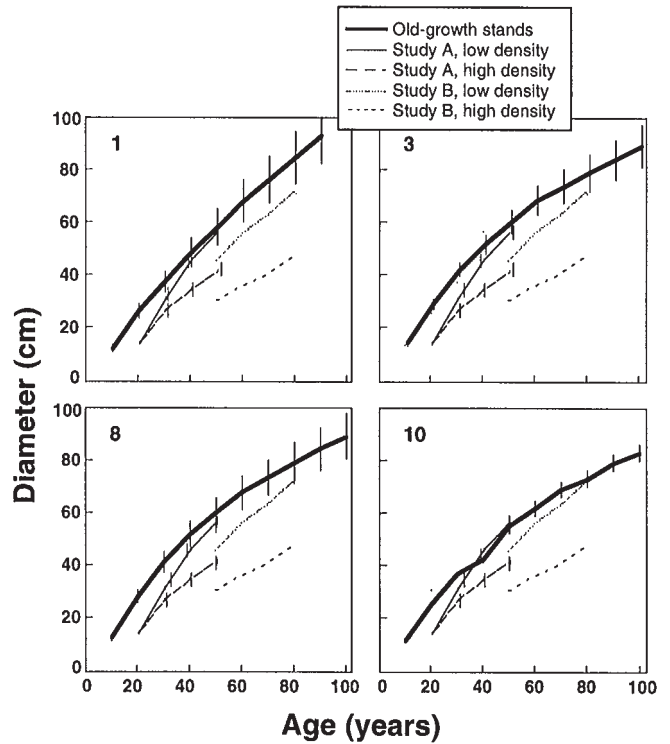 Old-growth stands
Study A, low density
Study A, high density
Study B, low density
Study B, high density
100
80
60
40
20
0
1
3
100
80
60
40
20
0
8
10
0 20 40 60 80 100
0 20 40 60 80 100
Diameter (cm)
Age (years)